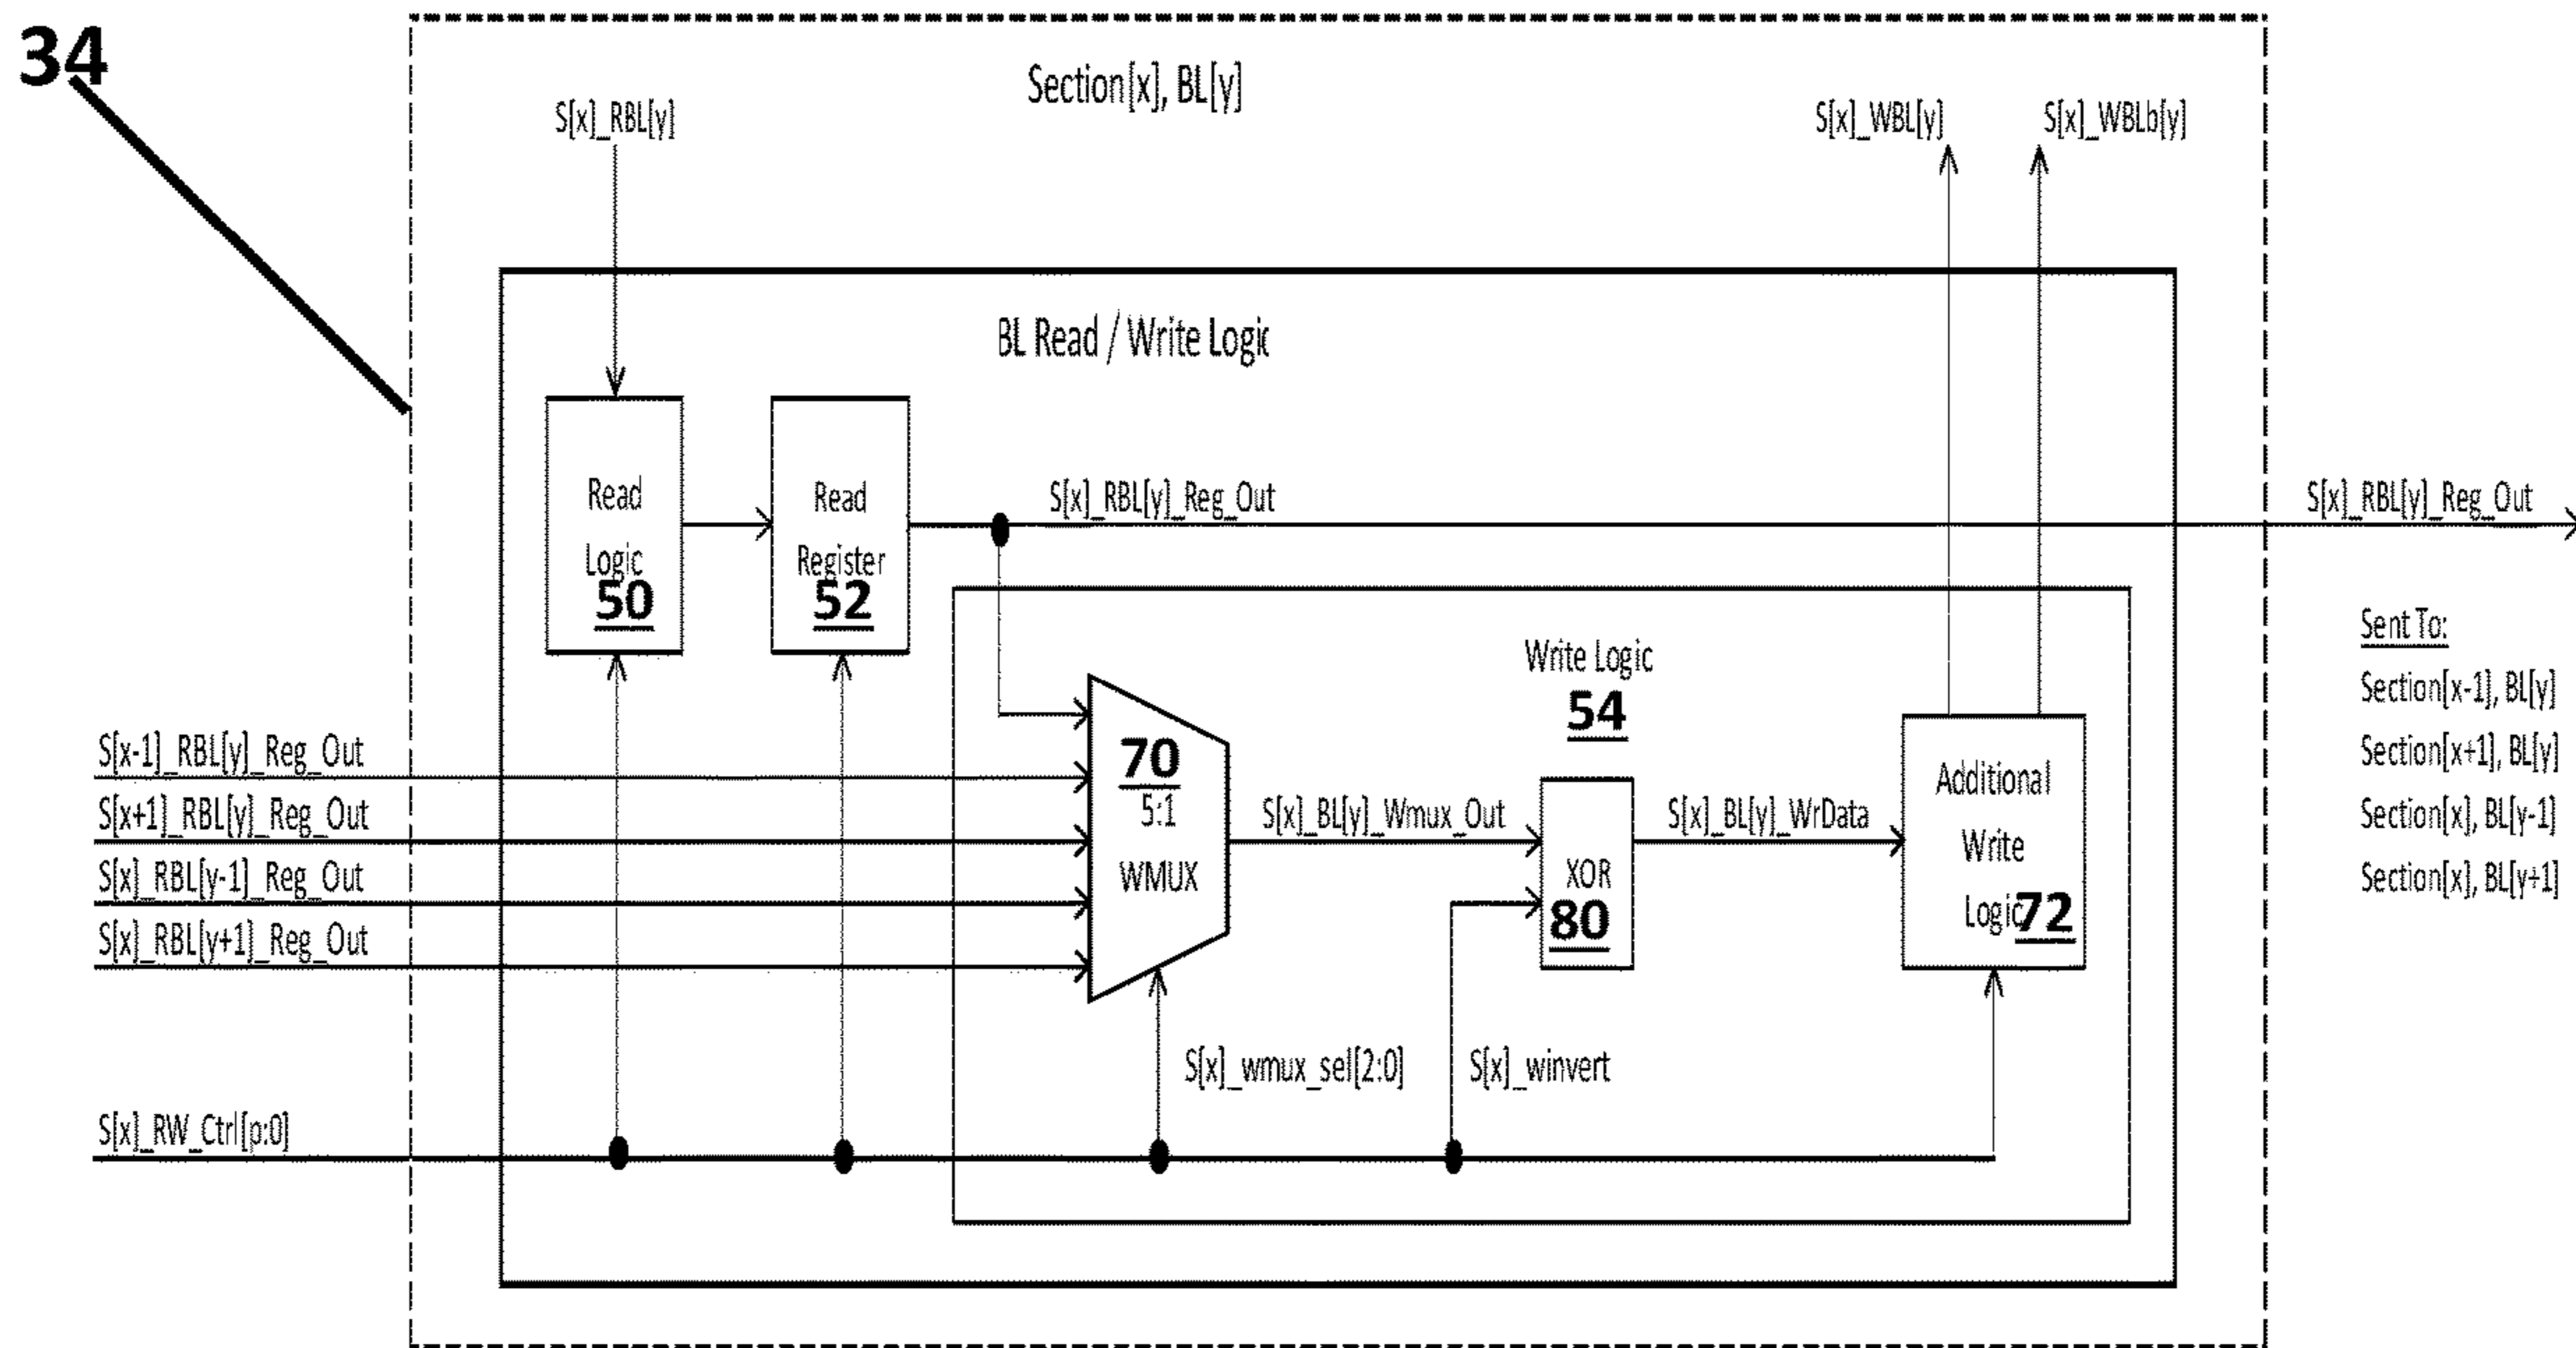 34
Section[x], BL[y]
S[x]_RBL[y]
S[x]_WBL[y]
S[x]_WBLb[y]
BL Read / Write Logic
Read
Logic
50
Read
Register
52
S[x]_RBL[y]_Reg_Out
S[x]_RBL[y]_Reg_Out
Sent To:
Section[x-1], BL[y]
Section[x+1], BL[y]
Section[x], BL[y-1]
Section[x], BL[y+1]
Write Logic
54
S[x-1]_RBL[y]_Reg_Out
S[x+1]_RBL[y]_Reg_Out
S[x]_RBL[y-1]_Reg_Out
S[x]_RBL[y+1]_Reg_Out
70
5:1
WMUX
S[x]_BL[y]_Wmux_Out
XOR
80
S[x]_BL[y]_WrData
Additional
Write
Logic
72
S[x]_wmux_sel[2:0]
S[x]_winvert
S[x]_RW_Ctrl[p:0]